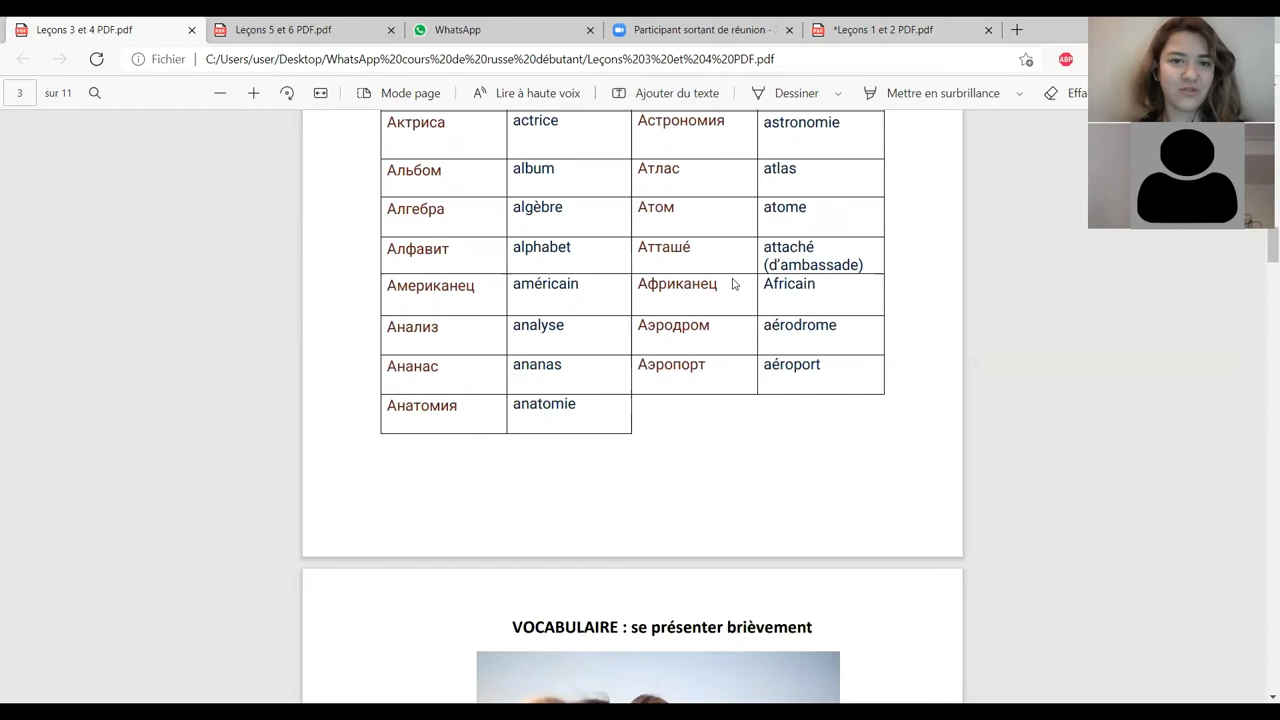 Leçons 3 et 4 PDF.pdf
Leçons 5 et 6 PDF.pdf
WhatsApp
Participant sortant de réunion -
*Leçons 1 et 2 PDF.pdf
Fichier
C:/Users/user/Desktop/WhatsApp%20cours%20de%20russe%20débutant/Leçons%203%20et%204%20PDF.pdf
ABP
3 sur 11
Mode page
Lire à haute voix
Ajouter du texte
Dessiner
Mettre en surbrillance
Effa
Актриса actrice Астрономия astronomie
Альбом album Атлас atlas
Алгебра algèbre Атом atome
Алфавит alphabet Атташé attaché
(d’ambassade)
Американец américain Африканец Africain
Анализ analyse Аэродром aérodrome
Ананас ananas Аэропорт aéroport
Анатомия anatomie
VOCABULAIRE : se présenter brièvement